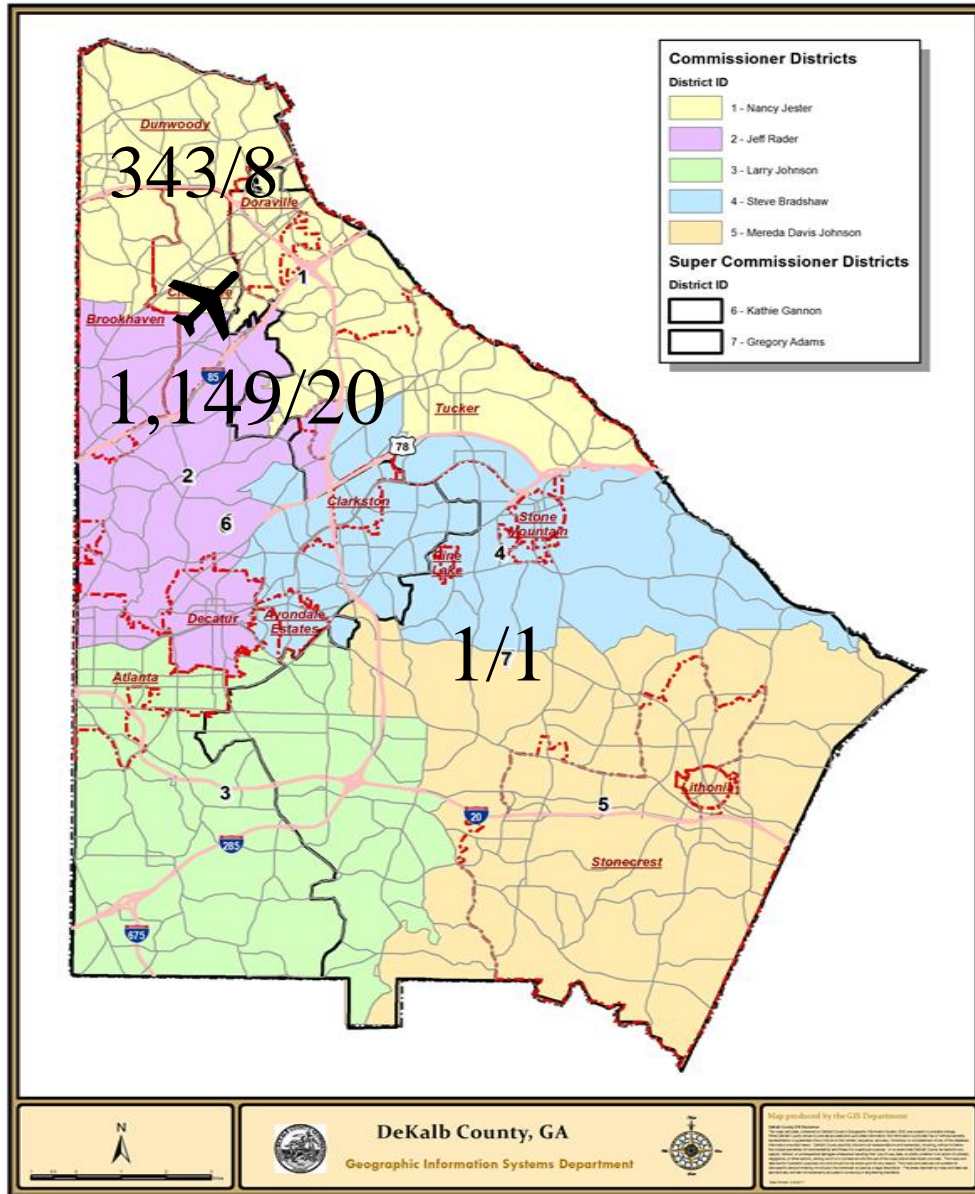 Commissioner Districts
District ID
1 - Nancy Jester
2 - Jeff Rader
3 - Larry Johnson
4 - Steve Bradshaw
5 - Mereda Davis Johnson
Super Commissioner Districts
District ID
6 - Kathie Gannon
7 - Gregory Adams
Dunwoody
343/8
Doraville
1
Brookhaven
85
1,149/20
Tucker
78
2
Clarkston
6
Stone
Mountain
4
Lake
Decatur
Avondale
Estates
1/1
7
Atlanta
3
5
20
285
Stonecrest
675
N
DeKalb County, GA
Geographic Information Systems Department
Map produced by the GIS Department